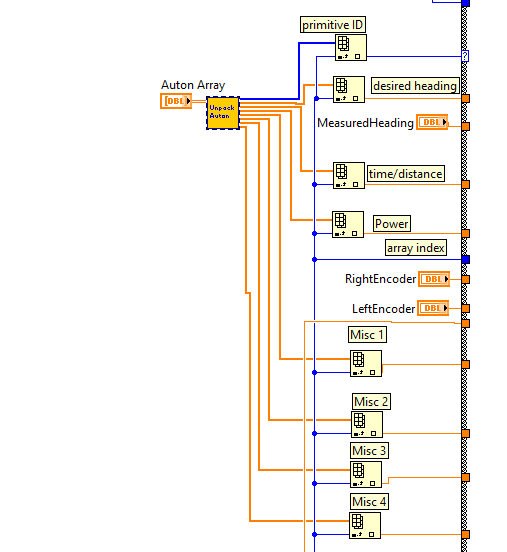 primitive ID
Auton Array
DBL
Unpack
Auton
?
desired heading
MeasuredHeading
DBL
time/distance
Power
array index
RightEncoder
DBL
LeftEncoder
DBL
Misc 1
Misc 2
Misc 3
Misc 4